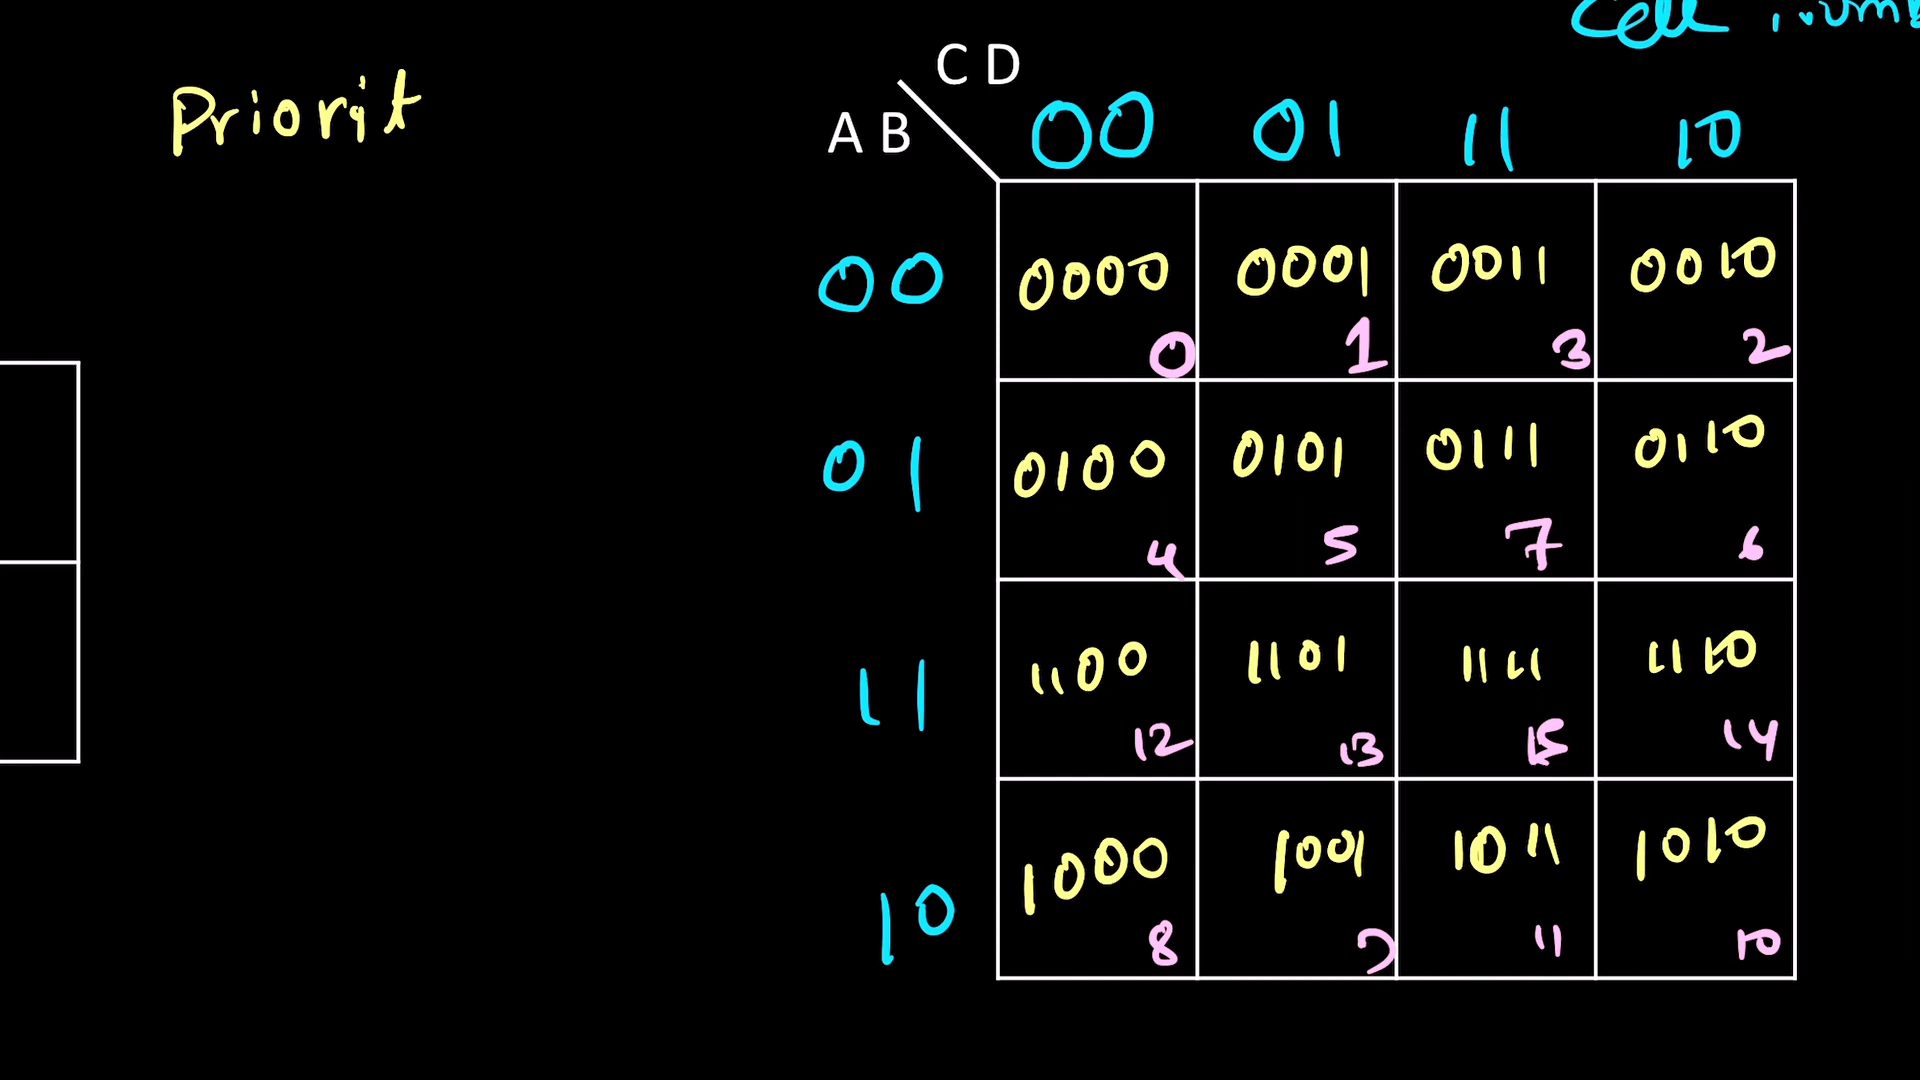 Cell
C D
Priorit
A B
00 01 11 10
00 0000 0001 0011 0010
0 1 3 2
01 0100 0101 0111 0110
4 5 7 6
11 1100 1101 1111 1110
12 13 15 14
10 1000 1001 1011 1010
8 9 11 10